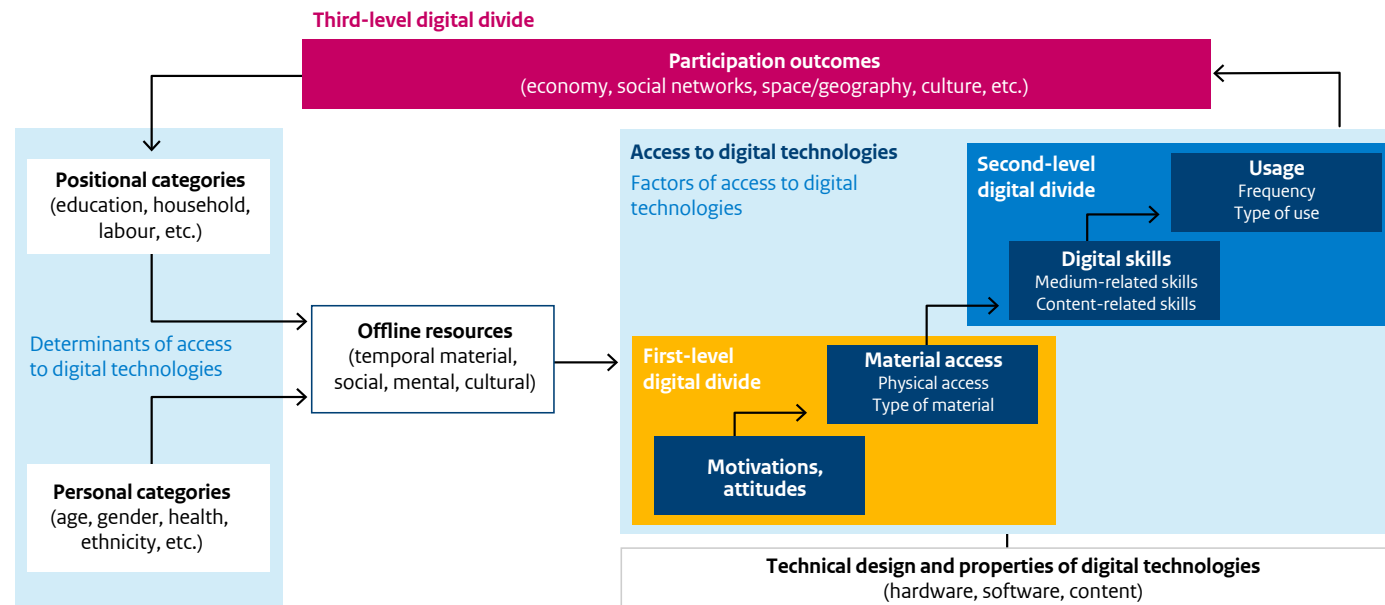 Third-level digital divide
Participation outcomes
(economy, social networks, space/geography, culture, etc.)
Positional categories
(education, household,
labour, etc.)
Determinants of access
to digital technologies
Personal categories
(age, gender, health,
ethnicity, etc.)
Offline resources
(temporal material,
social, mental, cultural)
Access to digital technologies
Factors of access to digital
technologies
First-level
digital divide
Motivations,
attitudes
Material access
Physical access
Type of material
Second-level
digital divide
Digital skills
Medium-related skills
Content-related skills
Usage
Frequency
Type of use
Technical design and properties of digital technologies
(hardware, software, content)